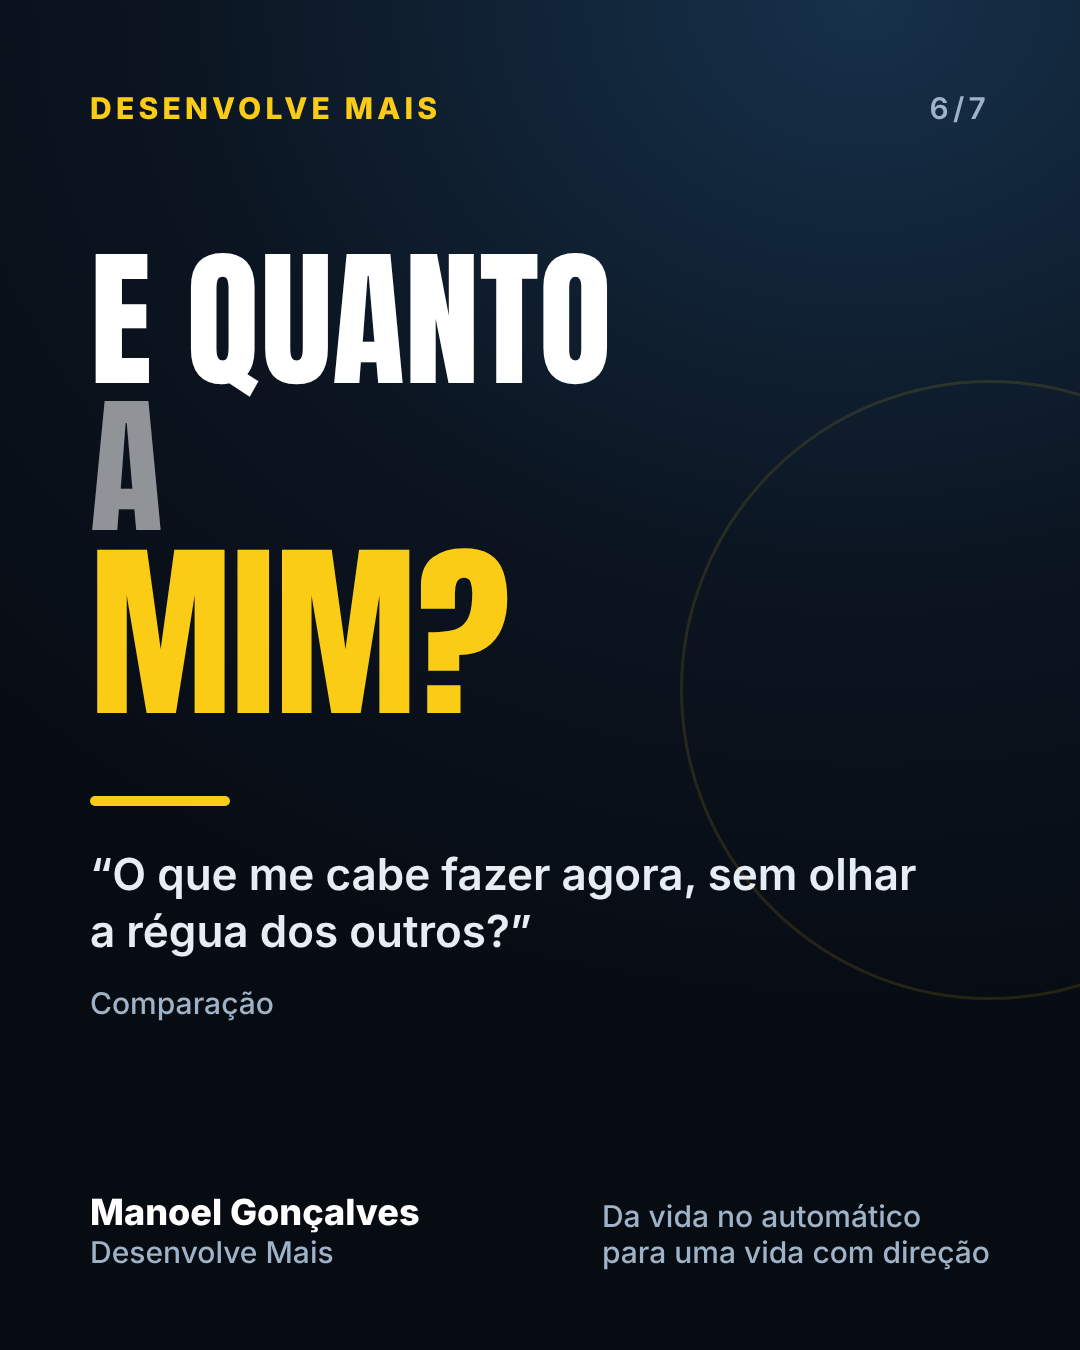 DESENVOLVE MAIS
6/7
E QUANTO
A
MIM?
“O que me cabe fazer agora, sem olhar
a régua dos outros?”
Comparação
Manoel Gonçalves
Desenvolve Mais
Da vida no automático
para uma vida com direção